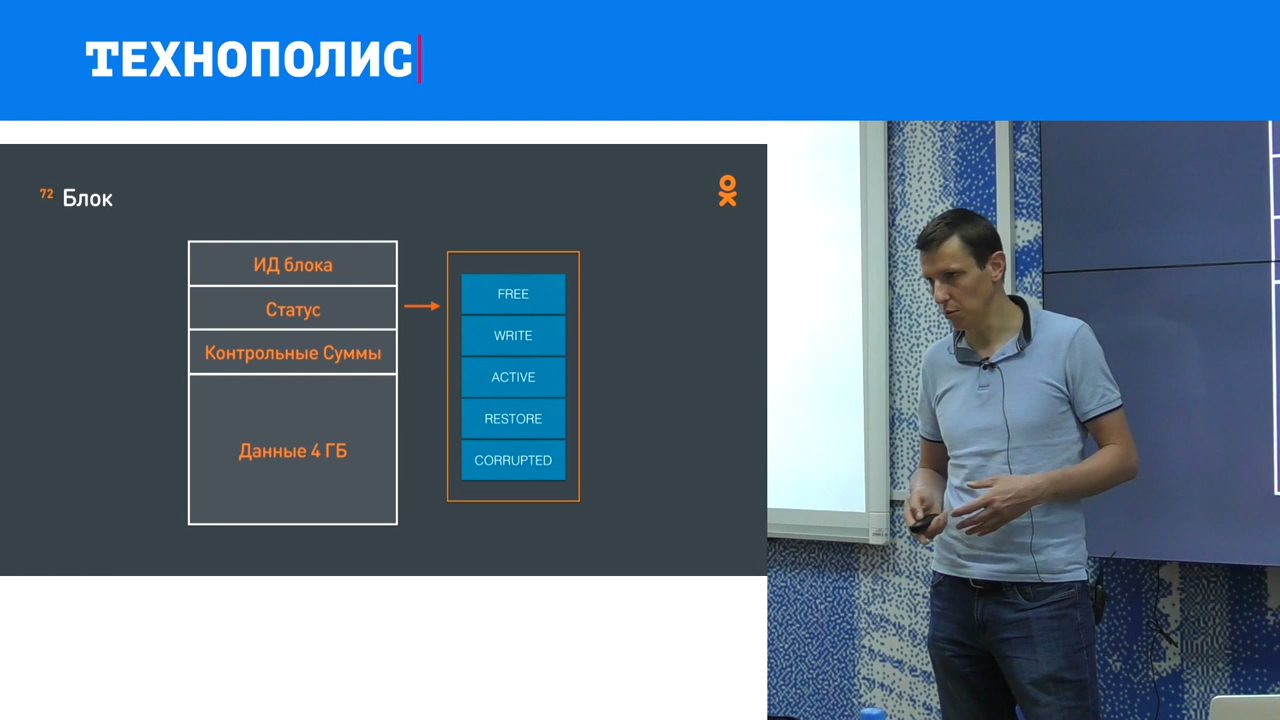 ТЕХНОПОЛИС
72 Блок
ИД блока
Статус
Контрольные Суммы
Данные 4 ГБ
FREE
WRITE
ACTIVE
RESTORE
CORRUPTED